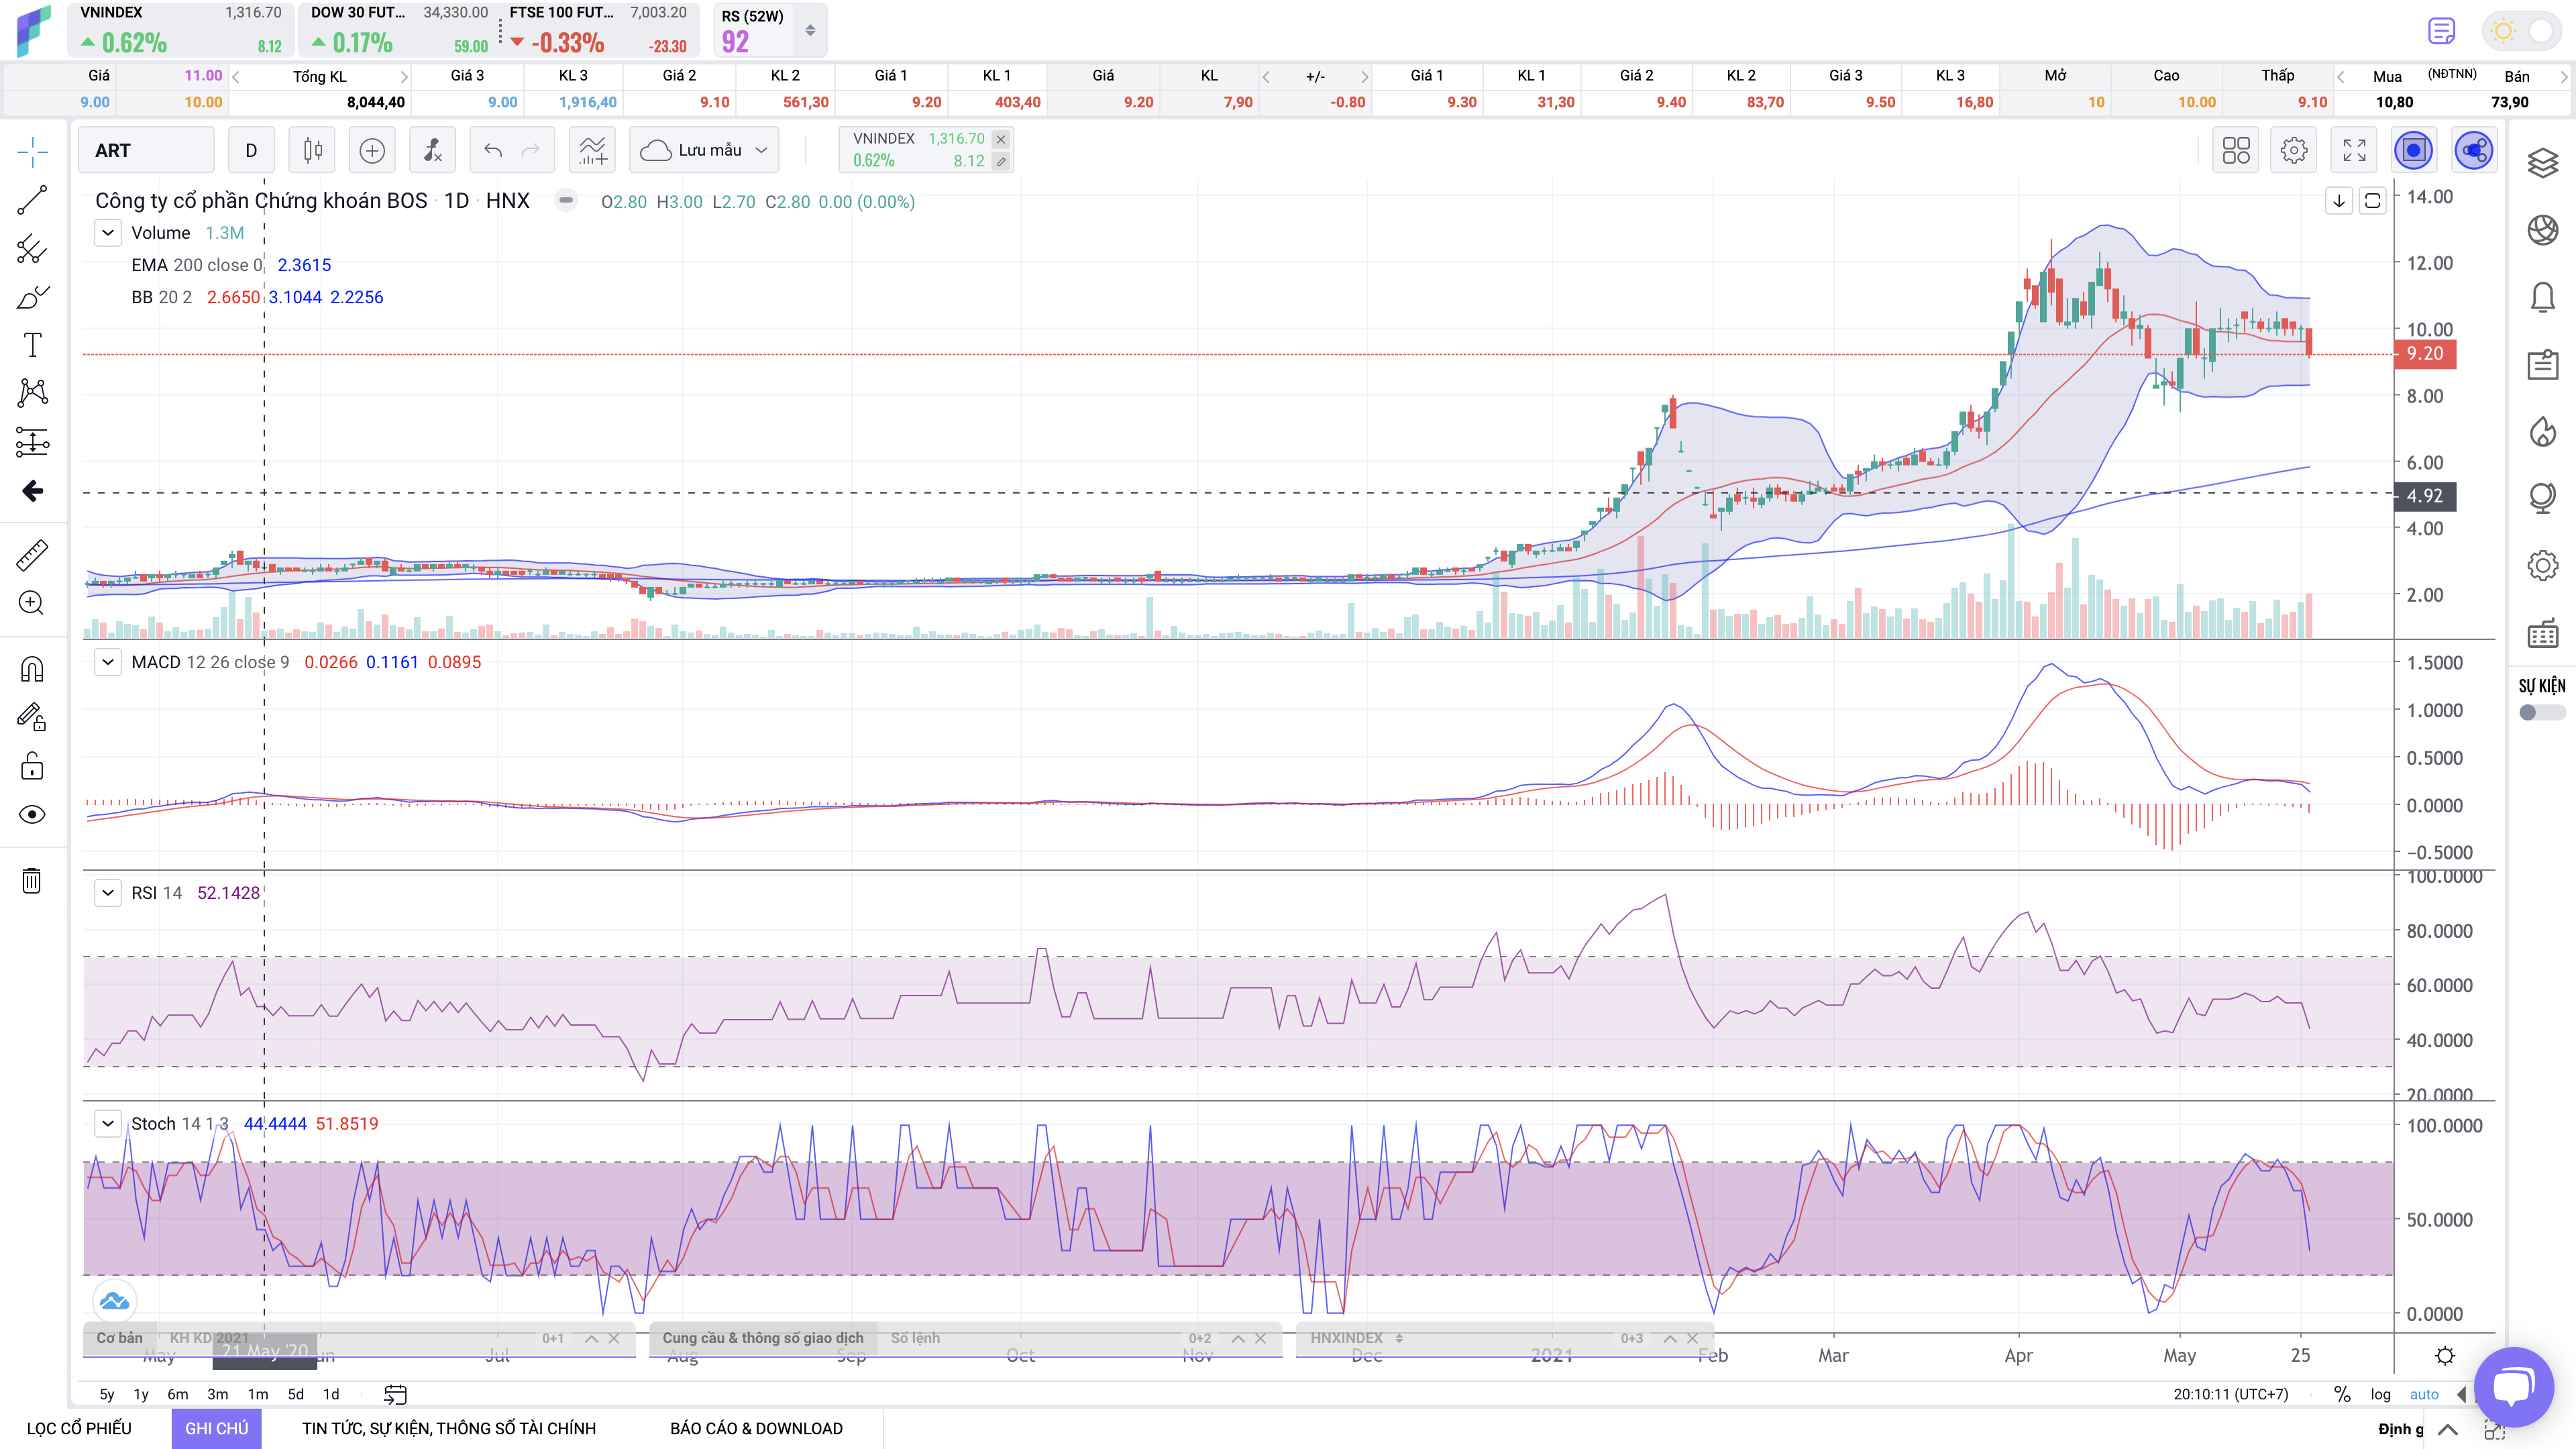 VNINDEX 1,316.70 DOW 30 FUT... 34,330.00 FTSE 100 FUT... 7,003.20 RS (52W)
0.62% 8.12 0.17% 59.00 -0.33% -23.30 92
Giá 11.00 Tổng KL Giá 3 KL 3 Giá 2 KL 2 Giá 1 KL 1 Giá KL +/- Giá 1 KL 1 Giá 2 KL 2 Giá 3 KL 3 Mở Cao Thấp Mua (NĐTNN) Bán
9.00 10.00 8,044,40 9.00 1,916,40 9.10 561,30 9.20 403,40 9.20 7,90 -0.80 9.30 31,30 9.40 83,70 9.50 16,80 10 10.00 9.10 10,80 73,90
ART D Lưu mẫu VNINDEX 1,316.70
0.62% 8.12
Công ty cổ phần Chứng khoán BOS · 1D · HNX O2.80 H3.00 L2.70 C2.80 0.00 (0.00%)
Volume 1.3M
EMA 200 close 0 2.3615
BB 20 2 2.6650 3.1044 2.2256
14.00
12.00
10.00
9.20
8.00
6.00
4.92
4.00
2.00
MACD 12 26 close 9 0.0266 0.1161 0.0895
1.5000
1.0000
0.5000
0.0000
−0.5000
RSI 14 52.1428
100.0000
80.0000
60.0000
40.0000
20.0000
Stoch 14 1 3 44.4444 51.8519
100.0000
50.0000
0.0000
SỰ KIỆN
Cơ bản KH KD 2021 0+1 Cung cầu & thông số giao dịch Sổ lệnh 0+2 HNXINDEX 0+3
May 21 May '20 Jun Jul Aug Sep Oct Nov Dec 2021 Feb Mar Apr May 25
5y 1y 6m 3m 1m 5d 1d 20:10:11 (UTC+7) % log auto
LỌC CỔ PHIẾU GHI CHÚ TIN TỨC, SỰ KIỆN, THÔNG SỐ TÀI CHÍNH BÁO CÁO & DOWNLOAD Định g